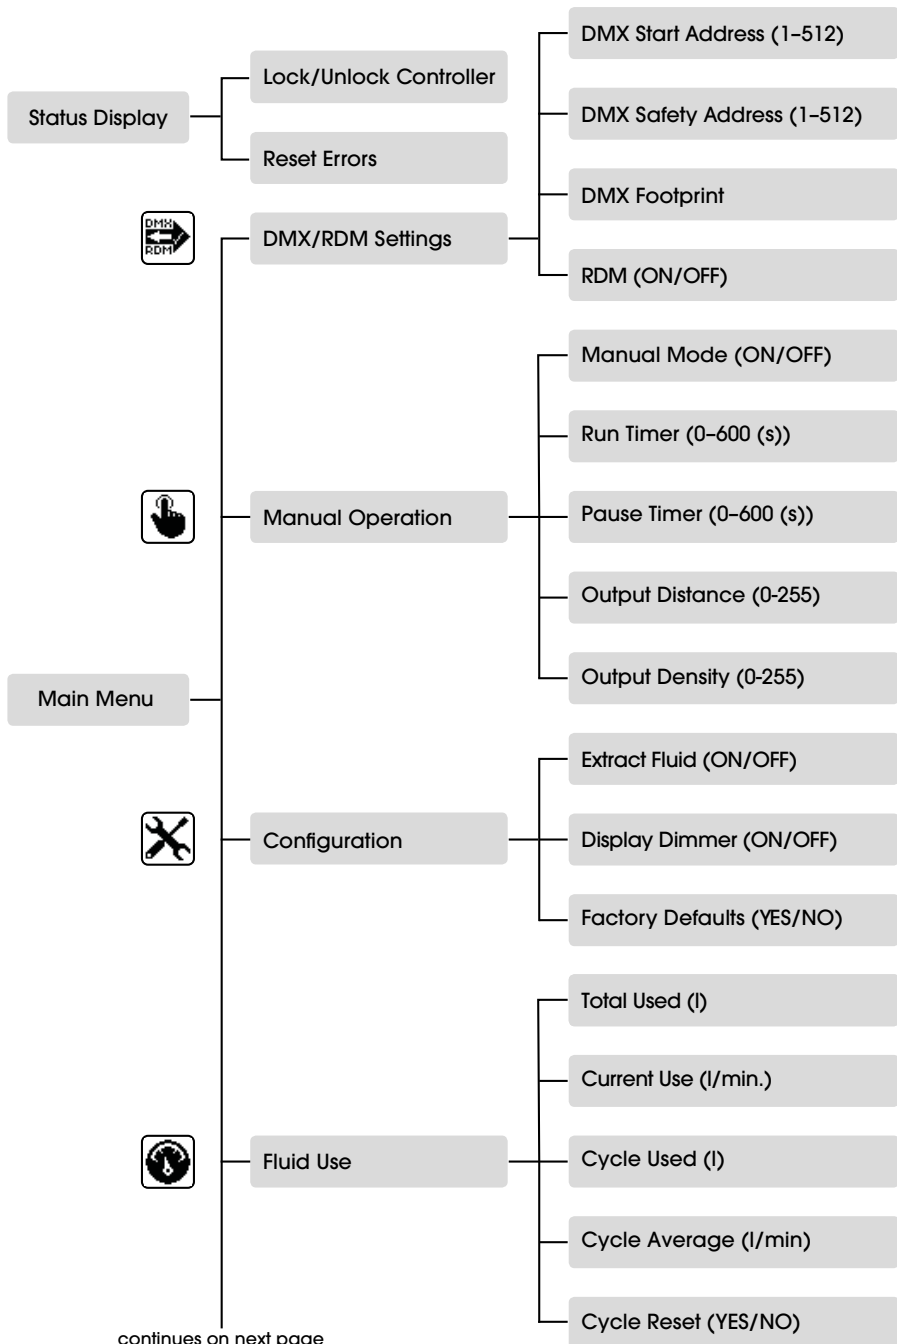 Status Display
Lock/Unlock Controller
Reset Errors
DMX
RDM
DMX/RDM Settings
DMX Start Address (1–512)
DMX Safety Address (1–512)
DMX Footprint
RDM (ON/OFF)
Main Menu
Manual Operation
Manual Mode (ON/OFF)
Run Timer (0–600 (s))
Pause Timer (0–600 (s))
Output Distance (0-255)
Output Density (0-255)
Configuration
Extract Fluid (ON/OFF)
Display Dimmer (ON/OFF)
Factory Defaults (YES/NO)
Fluid Use
Total Used (l)
Current Use (l/min.)
Cycle Used (l)
Cycle Average (l/min)
Cycle Reset (YES/NO)
continues on next page